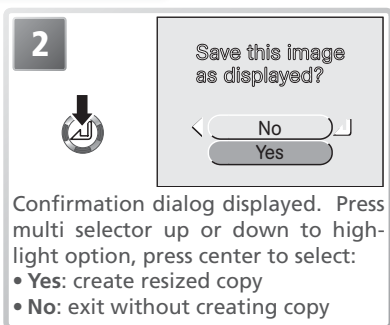 2
Save this image
as displayed?
No
Yes
Confirmation dialog displayed.  Press
multi selector up or down to high-
light option, press center to select:
• Yes: create resized copy
• No: exit without creating copy